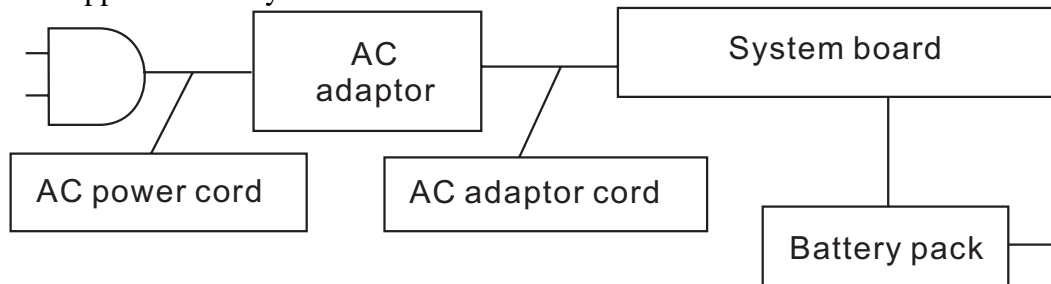 AC
adaptor
System board
AC power cord
AC adaptor cord
Battery pack